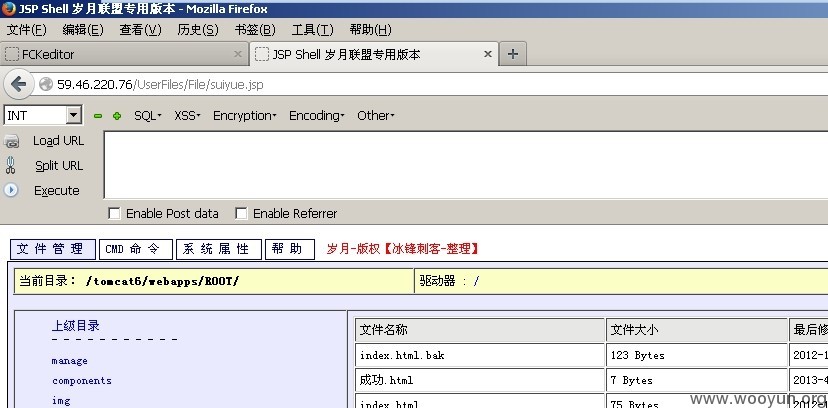 JSP Shell 岁月联盟专用版本 - Mozilla Firefox
文件(F) 编辑(E) 查看(V) 历史(S) 书签(B) 工具(T) 帮助(H)
FCKeditor × JSP Shell 岁月联盟专用版本 × +
59.46.220.76/UserFiles/File/suiyue.jsp
INT SQL XSS Encryption Encoding Other
Load URL
Split URL
Execute
Enable Post data Enable Referrer
文件管理 CMD命令 系统属性 帮助 岁月-版权【冰锋刺客-整理】
当前目录： /tomcat6/webapps/ROOT/ 驱动器 : /
上级目录 文件名称 文件大小 最后修
- - - - - - - - - - -
manage index.html.bak 123 Bytes 2012-1
components 成功.html 7 Bytes 2013-4
img index.html 75 Bytes 2012-
www.wooyun.org